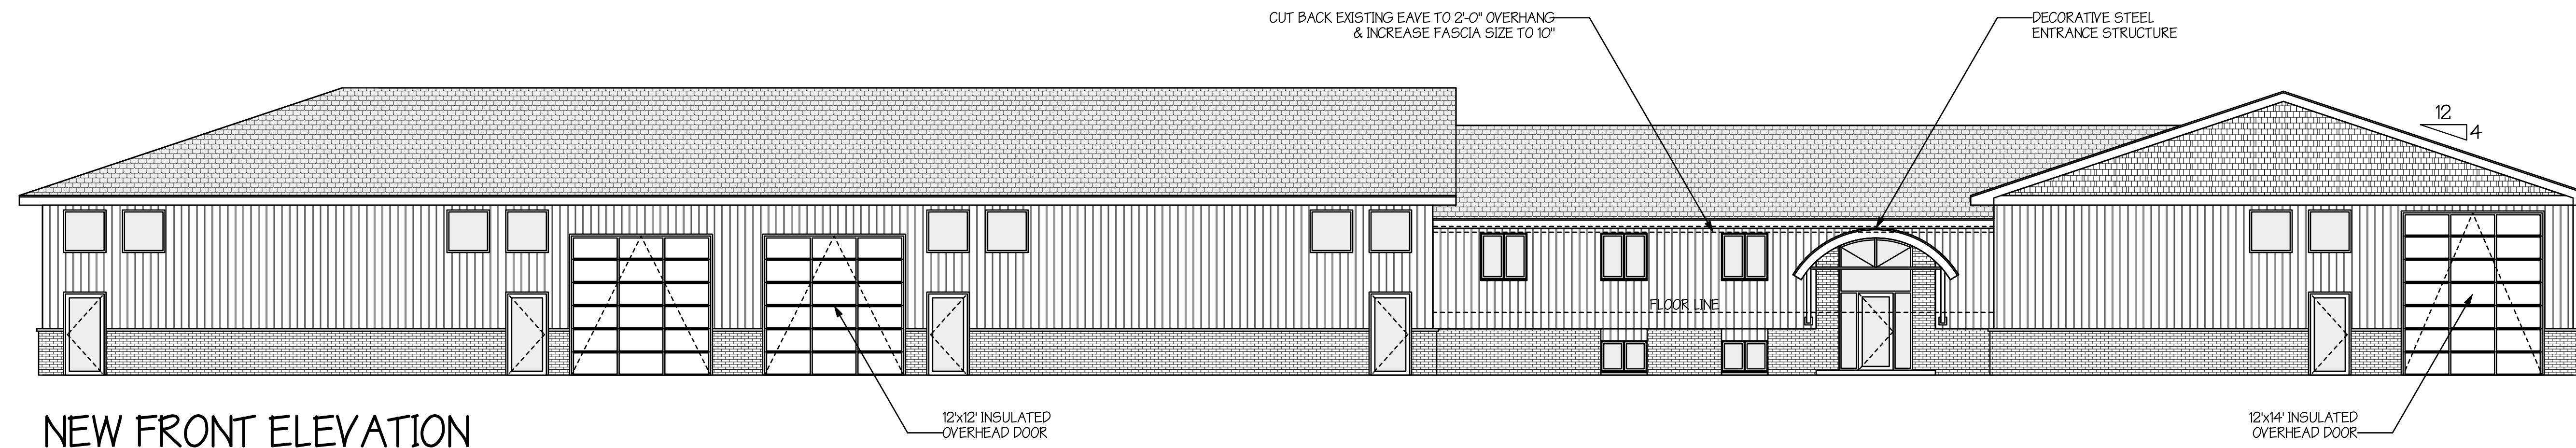 CUT BACK EXISTING EAVE TO 2'-0" OVERHANG
& INCREASE FASCIA SIZE TO 10"
DECORATIVE STEEL
ENTRANCE STRUCTURE
12
4
FLOOR LINE
12'x12' INSULATED
OVERHEAD DOOR
12'x14' INSULATED
OVERHEAD DOOR
NEW FRONT ELEVATION